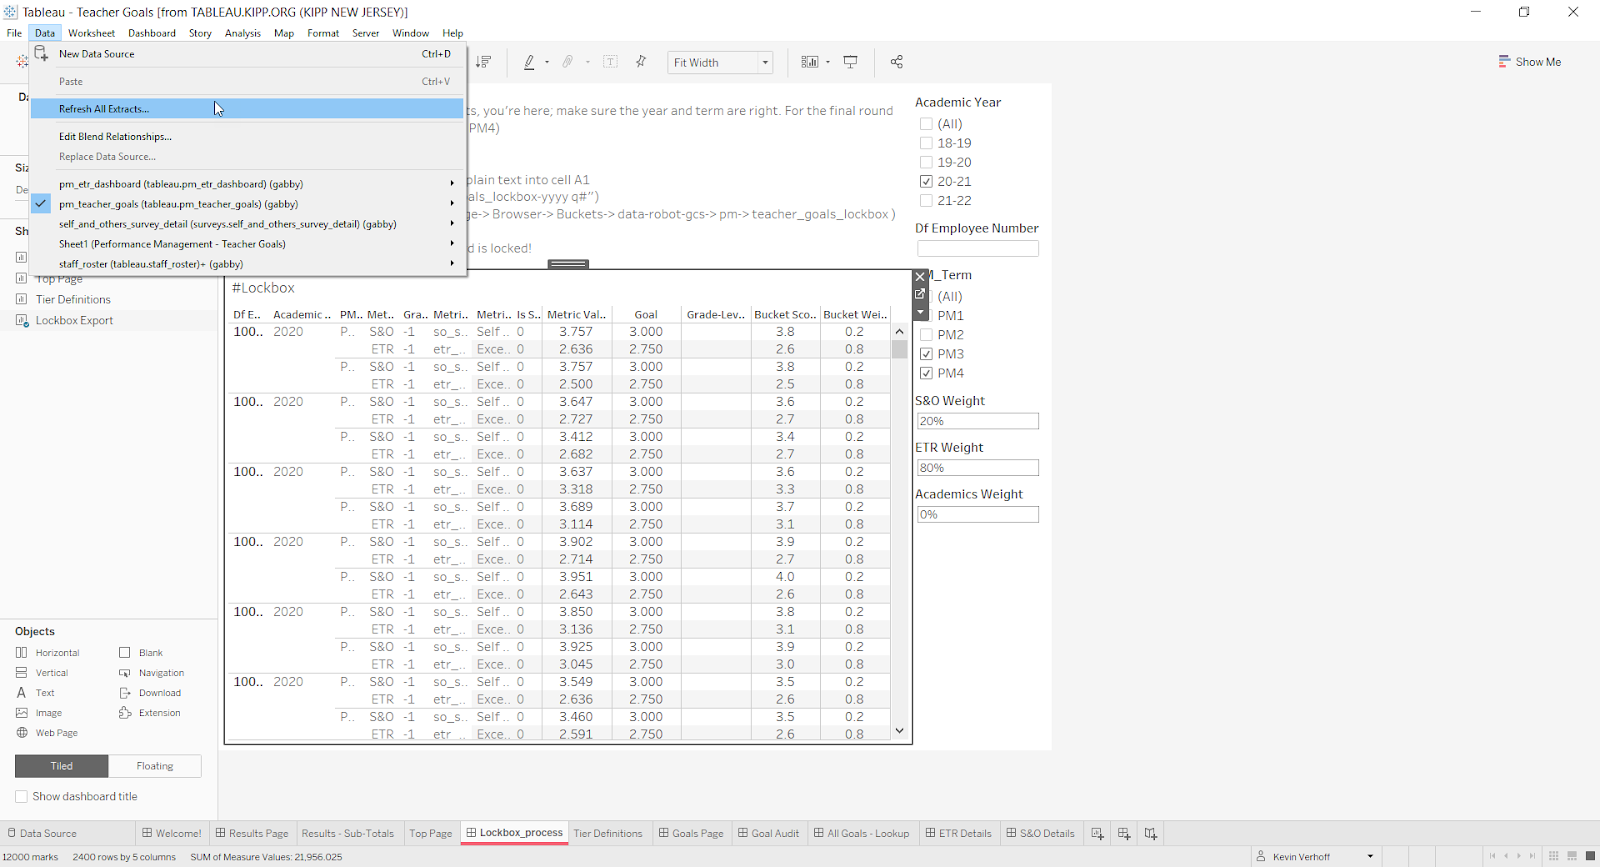 Tableau - Teacher Goals [from TABLEAU.KIPP.ORG (KIPP NEW JERSEY)]
File Data Worksheet Dashboard Story Analysis Map Format Server Window Help
New Data Source Ctrl+D
Paste Ctrl+V
Refresh All Extracts...
Edit Blend Relationships...
Replace Data Source...
pm_etr_dashboard (tableau.pm_etr_dashboard) (gabby)
pm_teacher_goals (tableau.pm_teacher_goals) (gabby)
self_and_others_survey_detail (surveys.self_and_others_survey_detail) (gabby)
Sheet1 (Performance Management - Teacher Goals)
staff_roster (tableau.staff_roster)+ (gabby)
Fit Width
Show Me
Da
Siz
De
Sh
Top Page
Tier Definitions
Lockbox Export
s, you're here; make sure the year and term are right. For the final round
PM4)
plain text into cell A1
als_lockbox-yyyy q#")
ge-> Browser-> Buckets-> data-robot-gcs-> pm-> teacher_goals_lockbox )
d is locked!
#Lockbox
Df E.. Academic .. PM.. Met.. Gra.. Metri.. Metri.. Is S.. Metric Val.. Goal Grade-Lev.. Bucket Sco.. Bucket Wei..
100.. 2020 P.. S&O -1 so_s.. Self .. 0 3.757 3.000 3.8 0.2
ETR -1 etr_.. Exce.. 0 2.636 2.750 2.6 0.8
P.. S&O -1 so_s.. Self .. 0 3.757 3.000 3.8 0.2
ETR -1 etr_.. Exce.. 0 2.500 2.750 2.5 0.8
100.. 2020 P.. S&O -1 so_s.. Self .. 0 3.647 3.000 3.6 0.2
ETR -1 etr_.. Exce.. 0 2.727 2.750 2.7 0.8
P.. S&O -1 so_s.. Self .. 0 3.412 3.000 3.4 0.2
ETR -1 etr_.. Exce.. 0 2.682 2.750 2.7 0.8
100.. 2020 P.. S&O -1 so_s.. Self .. 0 3.637 3.000 3.6 0.2
ETR -1 etr_.. Exce.. 0 3.318 2.750 3.3 0.8
P.. S&O -1 so_s.. Self .. 0 3.689 3.000 3.7 0.2
ETR -1 etr_.. Exce.. 0 3.114 2.750 3.1 0.8
100.. 2020 P.. S&O -1 so_s.. Self .. 0 3.902 3.000 3.9 0.2
ETR -1 etr_.. Exce.. 0 2.714 2.750 2.7 0.8
P.. S&O -1 so_s.. Self .. 0 3.951 3.000 4.0 0.2
ETR -1 etr_.. Exce.. 0 2.643 2.750 2.6 0.8
100.. 2020 P.. S&O -1 so_s.. Self .. 0 3.850 3.000 3.8 0.2
ETR -1 etr_.. Exce.. 0 3.136 2.750 3.1 0.8
P.. S&O -1 so_s.. Self .. 0 3.925 3.000 3.9 0.2
ETR -1 etr_.. Exce.. 0 3.045 2.750 3.0 0.8
100.. 2020 P.. S&O -1 so_s.. Self .. 0 3.549 3.000 3.5 0.2
ETR -1 etr_.. Exce.. 0 2.636 2.750 2.6 0.8
P.. S&O -1 so_s.. Self .. 0 3.460 3.000 3.5 0.2
ETR -1 etr_.. Exce.. 0 2.591 2.750 2.6 0.8
Academic Year
(All)
18-19
19-20
20-21
21-22
Df Employee Number
M_Term
(All)
PM1
PM2
PM3
PM4
S&O Weight
20%
ETR Weight
80%
Academics Weight
0%
Objects
Horizontal Blank
Vertical Navigation
Text Download
Image Extension
Web Page
Tiled Floating
Show dashboard title
Data Source Welcome! Results Page Results - Sub-Totals Top Page Lockbox_process Tier Definitions Goals Page Goal Audit All Goals - Lookup ETR Details S&O Details
12000 marks 2400 rows by 5 columns SUM of Measure Values: 21,956.025 Kevin Verhoff